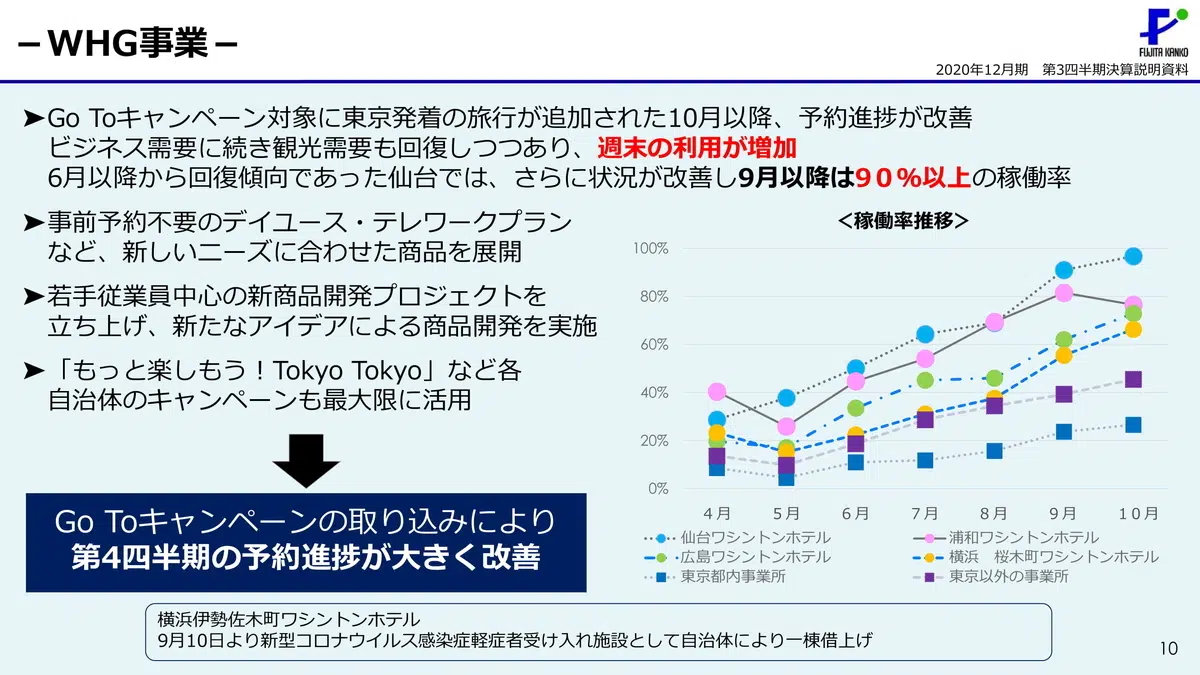 －WHG事業－
FUJITA KANKO
2020年12月期　第3四半期決算説明資料
➤Go Toキャンペーン対象に東京発着の旅行が追加された10月以降、予約進捗が改善
ビジネス需要に続き観光需要も回復しつつあり、週末の利用が増加
6月以降から回復傾向であった仙台では、さらに状況が改善し9月以降は９０％以上の稼働率
➤事前予約不要のデイユース・テレワークプラン
など、新しいニーズに合わせた商品を展開
➤若手従業員中心の新商品開発プロジェクトを
立ち上げ、新たなアイデアによる商品開発を実施
➤「もっと楽しもう！Tokyo Tokyo」など各
自治体のキャンペーンも最大限に活用
Go Toキャンペーンの取り込みにより
第4四半期の予約進捗が大きく改善
＜稼働率推移＞
100%
80%
60%
40%
20%
0%
４月 ５月 ６月 ７月 ８月 ９月 １０月
仙台ワシントンホテル 浦和ワシントンホテル
広島ワシントンホテル 横浜　桜木町ワシントンホテル
東京都内事業所 東京以外の事業所
横浜伊勢佐木町ワシントンホテル
9月10日より新型コロナウイルス感染症軽症者受け入れ施設として自治体により一棟借上げ
10